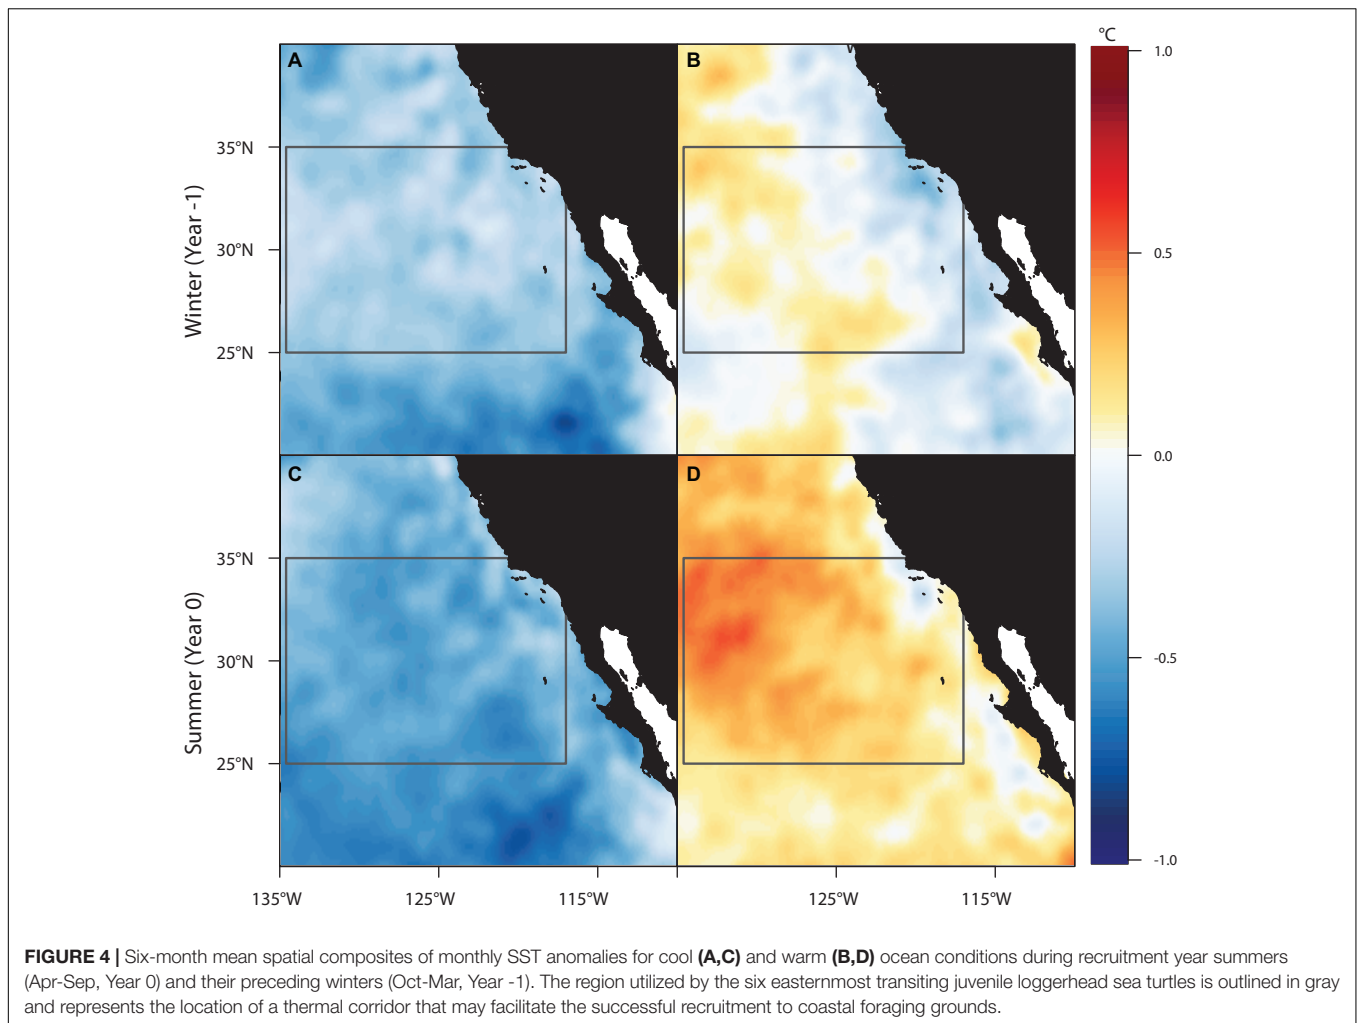 °C
A
B
1.0
35°N
Winter (Year -1)
30°N
0.5
25°N
0.0
C
D
35°N
Summer (Year 0)
30°N
-0.5
25°N
-1.0
135°W
125°W
115°W
125°W
115°W
FIGURE 4 | Six-month mean spatial composites of monthly SST anomalies for cool (A,C) and warm (B,D) ocean conditions during recruitment year summers
(Apr-Sep, Year 0) and their preceding winters (Oct-Mar, Year -1). The region utilized by the six easternmost transiting juvenile loggerhead sea turtles is outlined in gray
and represents the location of a thermal corridor that may facilitate the successful recruitment to coastal foraging grounds.